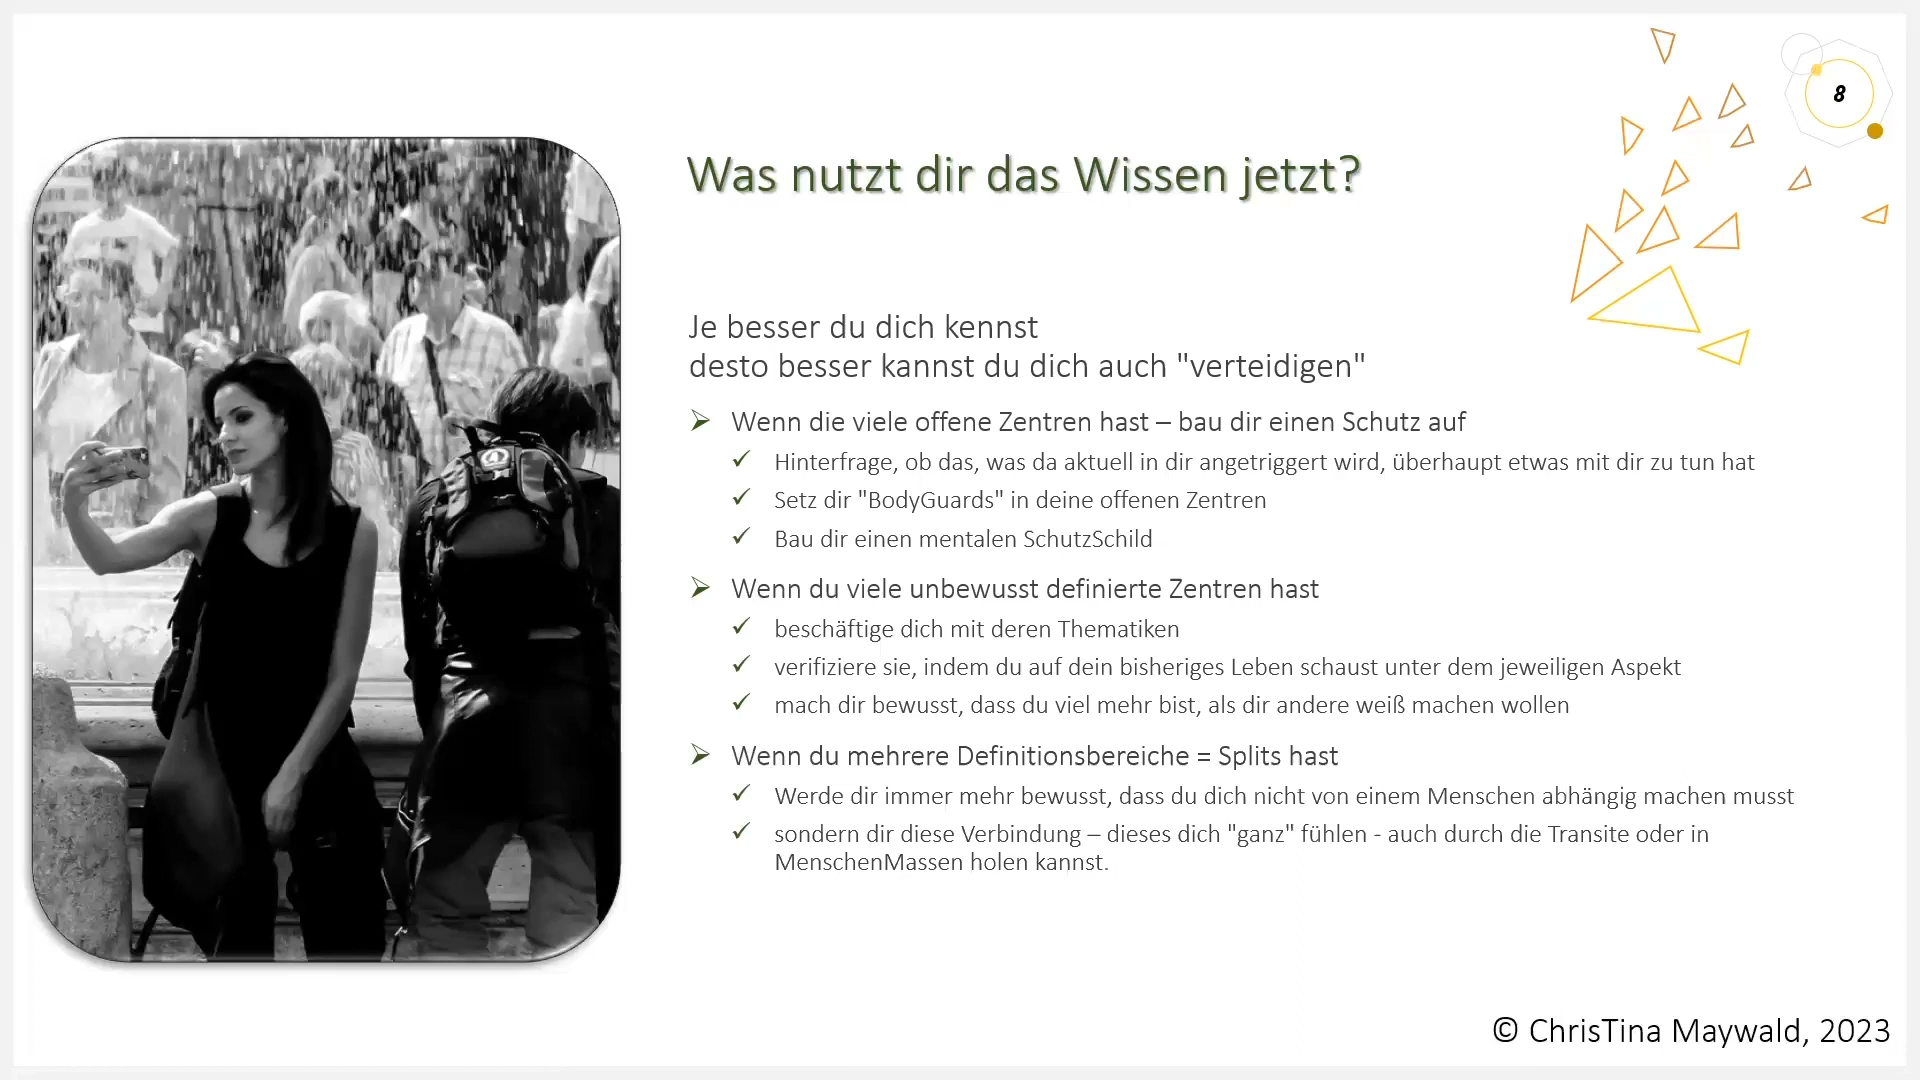 8
Was nutzt dir das Wissen jetzt?
Je besser du dich kennst
desto besser kannst du dich auch "verteidigen"
Wenn die viele offene Zentren hast – bau dir einen Schutz auf
Hinterfrage, ob das, was da aktuell in dir angetriggert wird, überhaupt etwas mit dir zu tun hat
Setz dir "BodyGuards" in deine offenen Zentren
Bau dir einen mentalen SchutzSchild
Wenn du viele unbewusst definierte Zentren hast
beschäftige dich mit deren Thematiken
verifiziere sie, indem du auf dein bisheriges Leben schaust unter dem jeweiligen Aspekt
mach dir bewusst, dass du viel mehr bist, als dir andere weiß machen wollen
Wenn du mehrere Definitionsbereiche = Splits hast
Werde dir immer mehr bewusst, dass du dich nicht von einem Menschen abhängig machen musst
sondern dir diese Verbindung – dieses dich "ganz" fühlen - auch durch die Transite oder in
MenschenMassen holen kannst.
© ChrisTina Maywald, 2023